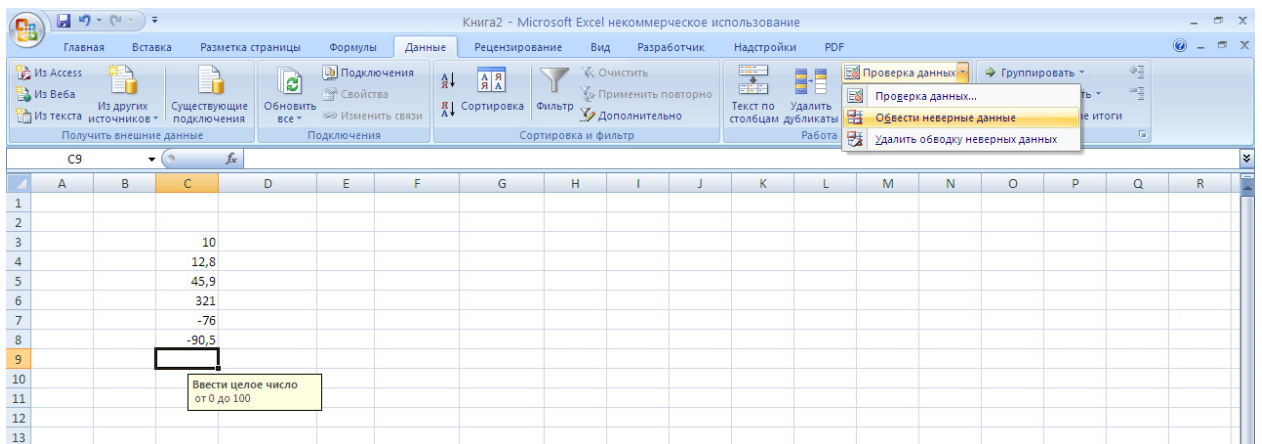 Книга2 - Microsoft Excel некоммерческое использование
Главная Вставка Разметка страницы Формулы Данные Рецензирование Вид Разработчик Надстройки PDF
Из Access
Из Веба
Из текста
Из других источников
Существующие подключения
Получить внешние данные
Обновить все
Подключения
Свойства
Изменить связи
Подключения
Сортировка
Фильтр
Очистить
Применить повторно
Дополнительно
Сортировка и фильтр
Текст по столбцам
Удалить дубликаты
Работа
Проверка данных
Группировать
ть
е итоги
Проверка данных...
Обвести неверные данные
Удалить обводку неверных данных
C9 fx
A B C D E F G H I J K L M N O P Q R
1
2
3 10
4 12,8
5 45,9
6 321
7 -76
8 -90,5
9
10 Ввести целое число
11 от 0 до 100
12
13